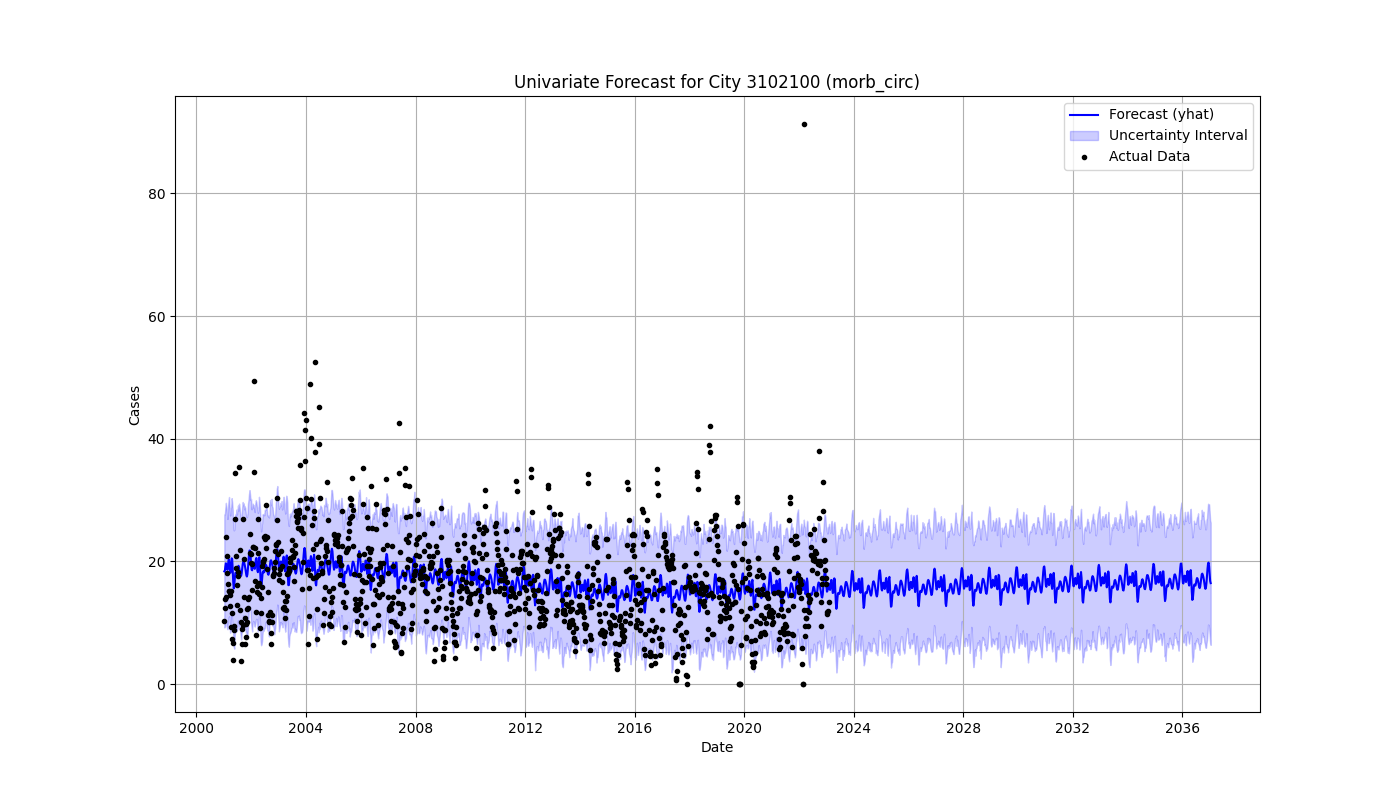 Univariate Forecast for City 3102100 (morb_circ)
Forecast (yhat)
Uncertainty Interval
Actual Data
Cases
80
60
40
20
0
2000 2004 2008 2012 2016 2020 2024 2028 2032 2036
Date